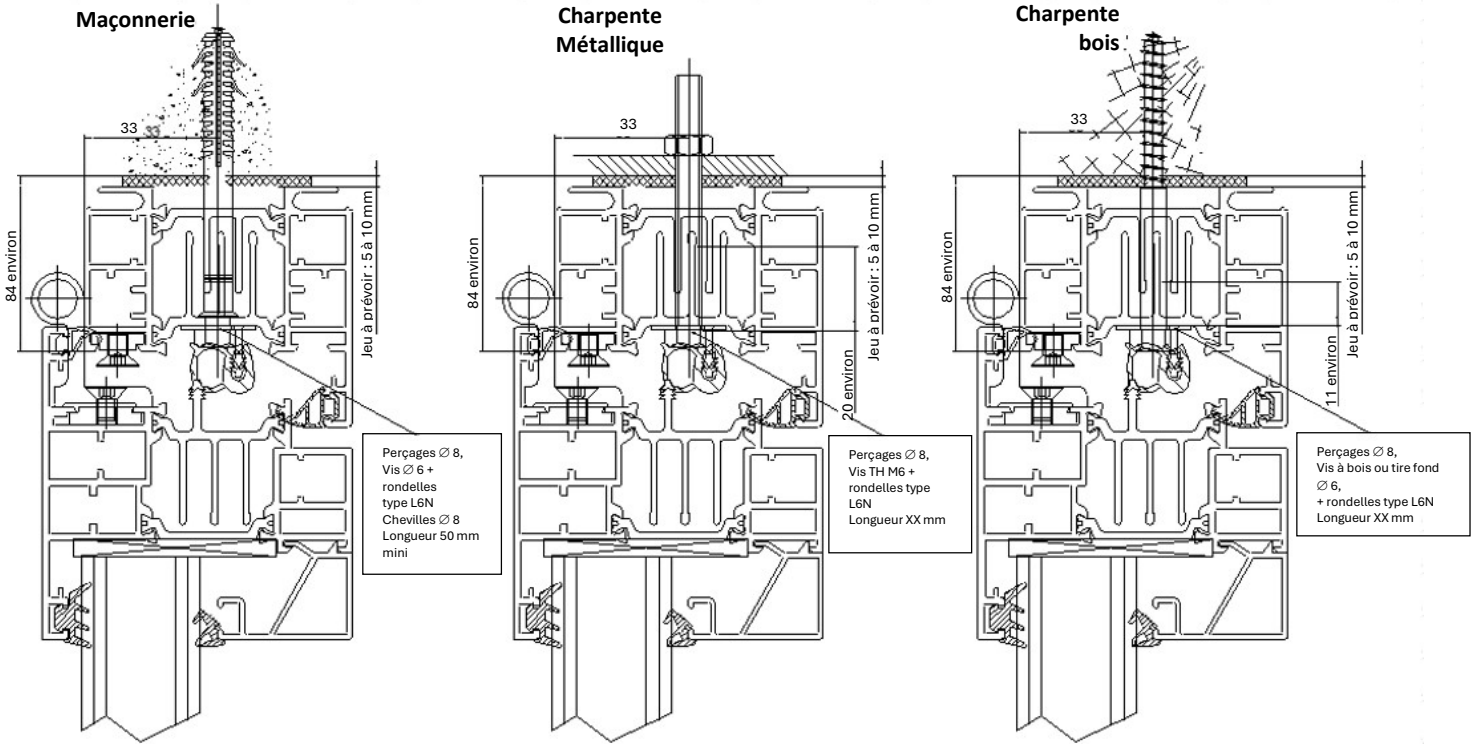 Maçonnerie
33
33
84 environ
Jeu à prévoir : 5 à 10 mm
Perçages ∅ 8,
Vis ∅ 6 +
rondelles
type L6N
Chevilles ∅ 8
Longueur 50 mm
mini
Charpente
Métallique
33
84 environ
Jeu à prévoir : 5 à 10 mm
20 environ
Perçages ∅ 8,
Vis TH M6 +
rondelles type
L6N
Longueur XX mm
Charpente
bois
33
84 environ
Jeu à prévoir : 5 à 10 mm
11 environ
Perçages ∅ 8,
Vis à bois ou tire fond
∅ 6,
+ rondelles type L6N
Longueur XX mm